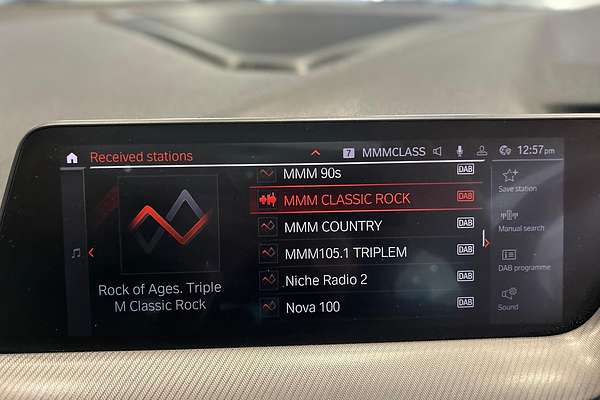 Received stations
7 MMMCLASS
12:57pm
MMM 90s DAB
MMM CLASSIC ROCK DAB
MMM COUNTRY DAB
MMM105.1 TRIPLEM DAB
Niche Radio 2 DAB
Nova 100 DAB
Rock of Ages. Triple
M Classic Rock
Save station
Manual search
DAB programme
Sound